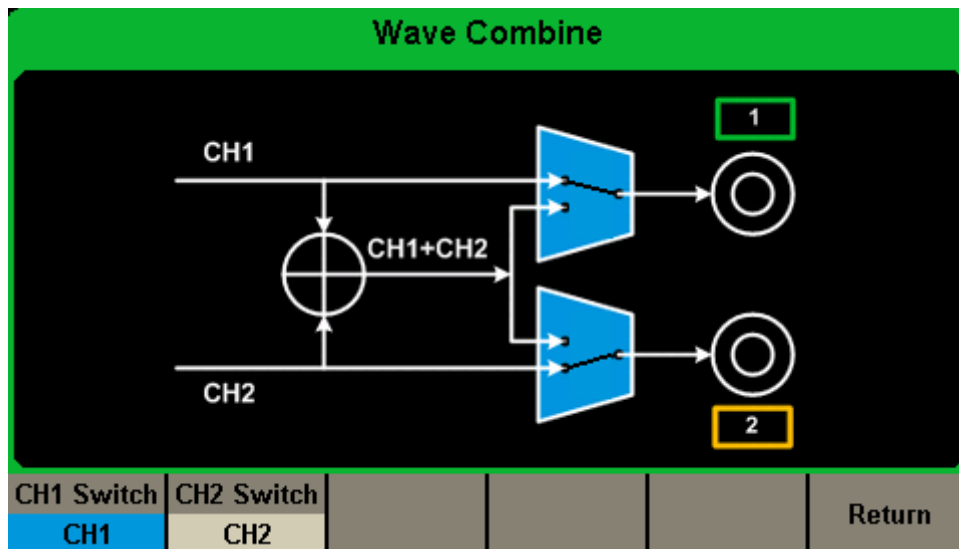 Wave Combine
1
CH1
CH1+CH2
CH2
2
CH1 Switch
CH1
CH2 Switch
CH2
Return